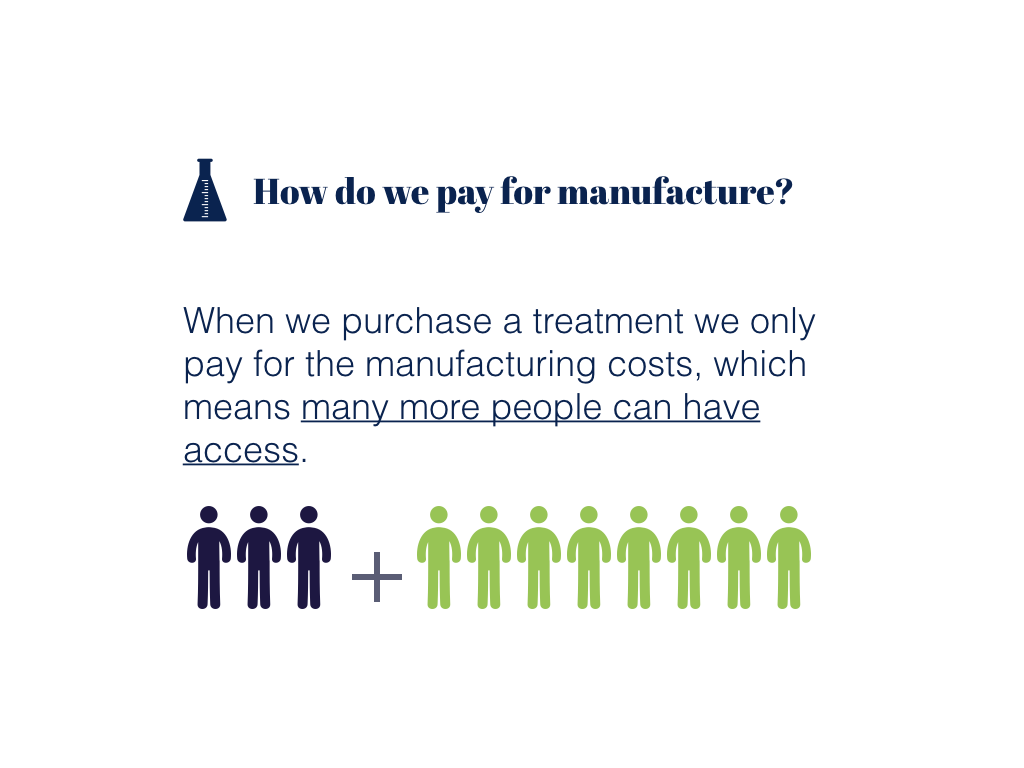 How do we pay for manufacture?
When we purchase a treatment we only
pay for the manufacturing costs, which
means many more people can have
access.